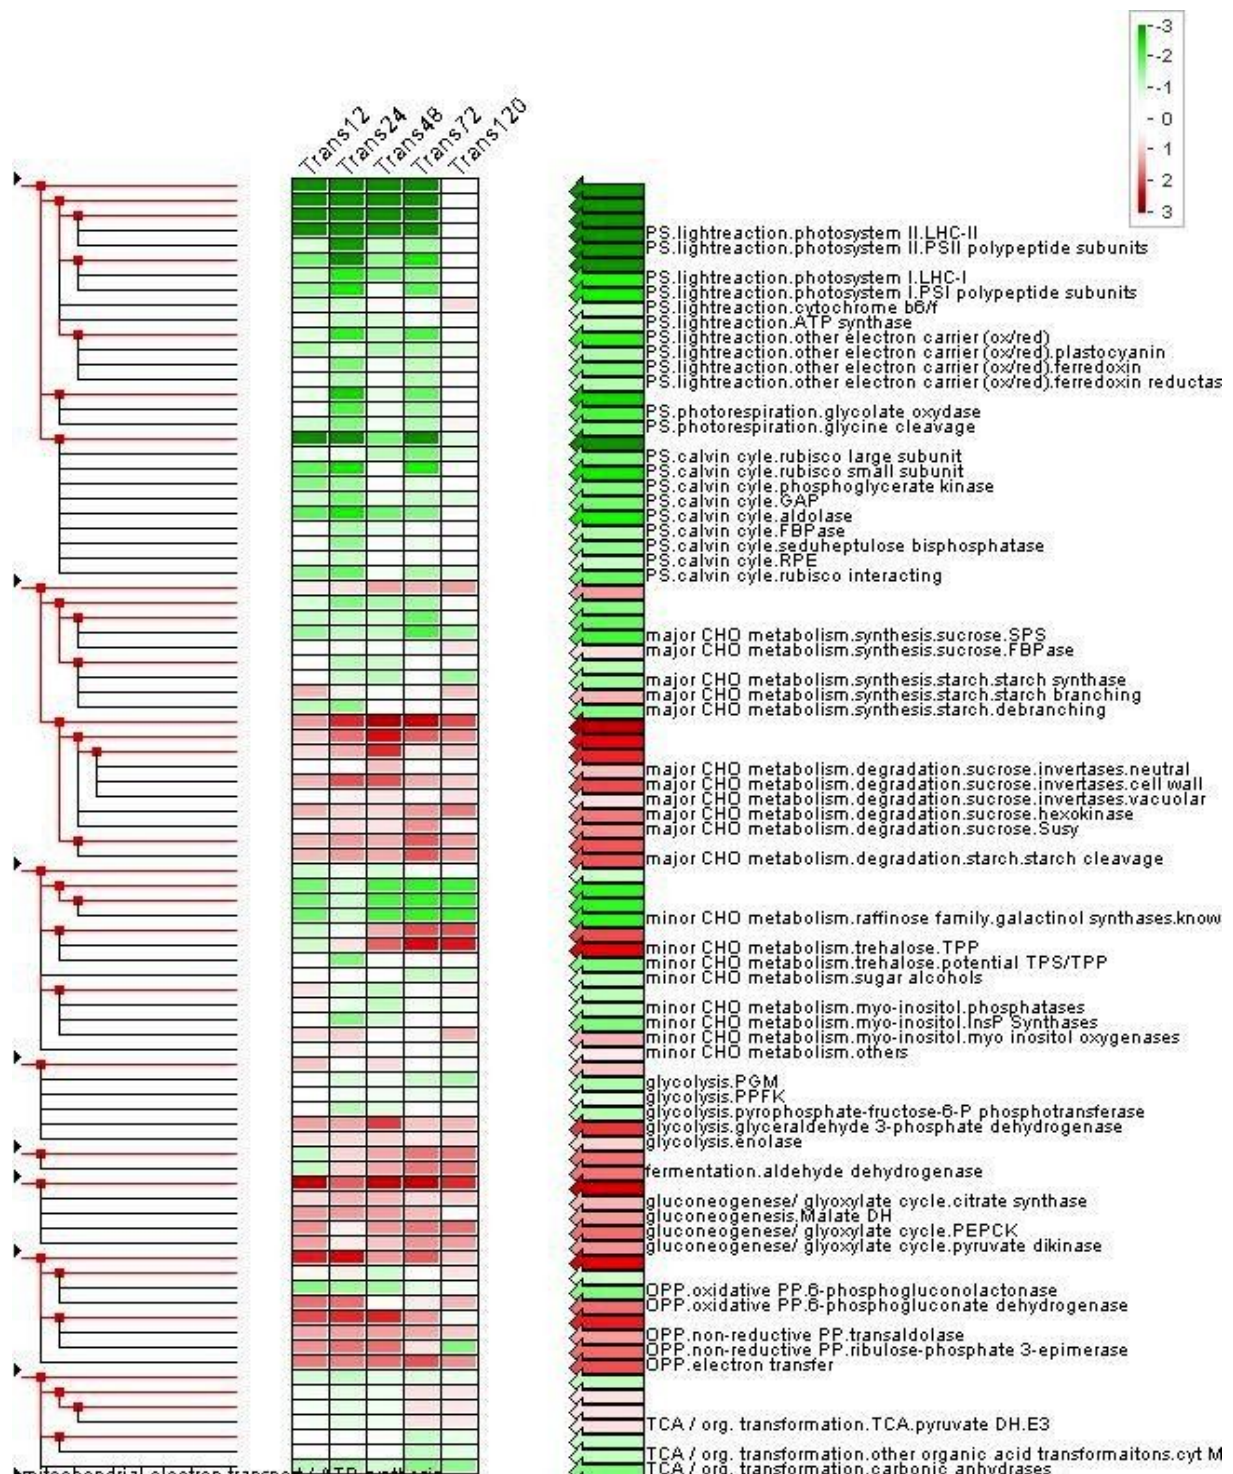 -3
-2
-1
0
1
2
3
Trans12
Trans24
Trans48
Trans72
Trans120
PS.lightreaction.photosystem II.LHC-II
PS.lightreaction.photosystem II.PSII polypeptide subunits
PS.lightreaction.photosystem I.LHC-I
PS.lightreaction.photosystem I.PSI polypeptide subunits
PS.lightreaction.cytochrome b6/f
PS.lightreaction.ATP synthase
PS.lightreaction.other electron carrier (ox/red)
PS.lightreaction.other electron carrier (ox/red).plastocyanin
PS.lightreaction.other electron carrier (ox/red).ferredoxin
PS.lightreaction.other electron carrier (ox/red).ferredoxin reductas
PS.photorespiration.glycolate oxydase
PS.photorespiration.glycine cleavage
PS.calvin cyle.rubisco large subunit
PS.calvin cyle.rubisco small subunit
PS.calvin cyle.phosphoglycerate kinase
PS.calvin cyle.GAP
PS.calvin cyle.aldolase
PS.calvin cyle.FBPase
PS.calvin cyle.seduheptulose bisphosphatase
PS.calvin cyle.RPE
PS.calvin cyle.rubisco interacting
major CHO metabolism.synthesis.sucrose.SPS
major CHO metabolism.synthesis.sucrose.FBPase
major CHO metabolism.synthesis.starch.starch synthase
major CHO metabolism.synthesis.starch.starch branching
major CHO metabolism.synthesis.starch.debranching
major CHO metabolism.degradation.sucrose.invertases.neutral
major CHO metabolism.degradation.sucrose.invertases.cell wall
major CHO metabolism.degradation.sucrose.invertases.vacuolar
major CHO metabolism.degradation.sucrose.hexokinase
major CHO metabolism.degradation.sucrose.Susy
major CHO metabolism.degradation.starch.starch cleavage
minor CHO metabolism.raffinose family.galactinol synthases.know
minor CHO metabolism.trehalose.TPP
minor CHO metabolism.trehalose.potential TPS/TPP
minor CHO metabolism.sugar alcohols
minor CHO metabolism.myo-inositol.phosphatases
minor CHO metabolism.myo-inositol.InsP Synthases
minor CHO metabolism.myo-inositol.myo inositol oxygenases
minor CHO metabolism.others
glycolysis.PGM
glycolysis.PPFK
glycolysis.pyrophosphate-fructose-6-P phosphotransferase
glycolysis.glyceraldehyde 3-phosphate dehydrogenase
glycolysis.enolase
fermentation.aldehyde dehydrogenase
gluconeogenese/ glyoxylate cycle.citrate synthase
gluconeogenesis.Malate DH
gluconeogenese/ glyoxylate cycle.PEPCK
gluconeogenese/ glyoxylate cycle.pyruvate dikinase
OPP.oxidative PP.6-phosphogluconolactonase
OPP.oxidative PP.6-phosphogluconate dehydrogenase
OPP.non-reductive PP.transaldolase
OPP.non-reductive PP.ribulose-phosphate 3-epimerase
OPP.electron transfer
TCA / org. transformation.TCA.pyruvate DH.E3
TCA / org. transformation.other organic acid transformaitons.cyt M
TCA / org. transformation.carbonic anhydrases
mitochondrial electron transport / ATP synthesis